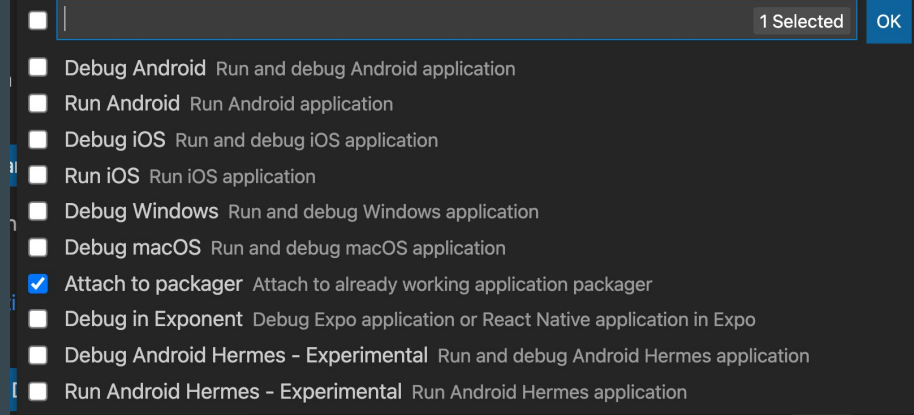 1 Selected OK
Debug Android Run and debug Android application
Run Android Run Android application
Debug iOS Run and debug iOS application
Run iOS Run iOS application
Debug Windows Run and debug Windows application
Debug macOS Run and debug macOS application
Attach to packager Attach to already working application packager
Debug in Exponent Debug Expo application or React Native application in Expo
Debug Android Hermes - Experimental Run and debug Android Hermes application
Run Android Hermes - Experimental Run Android Hermes application